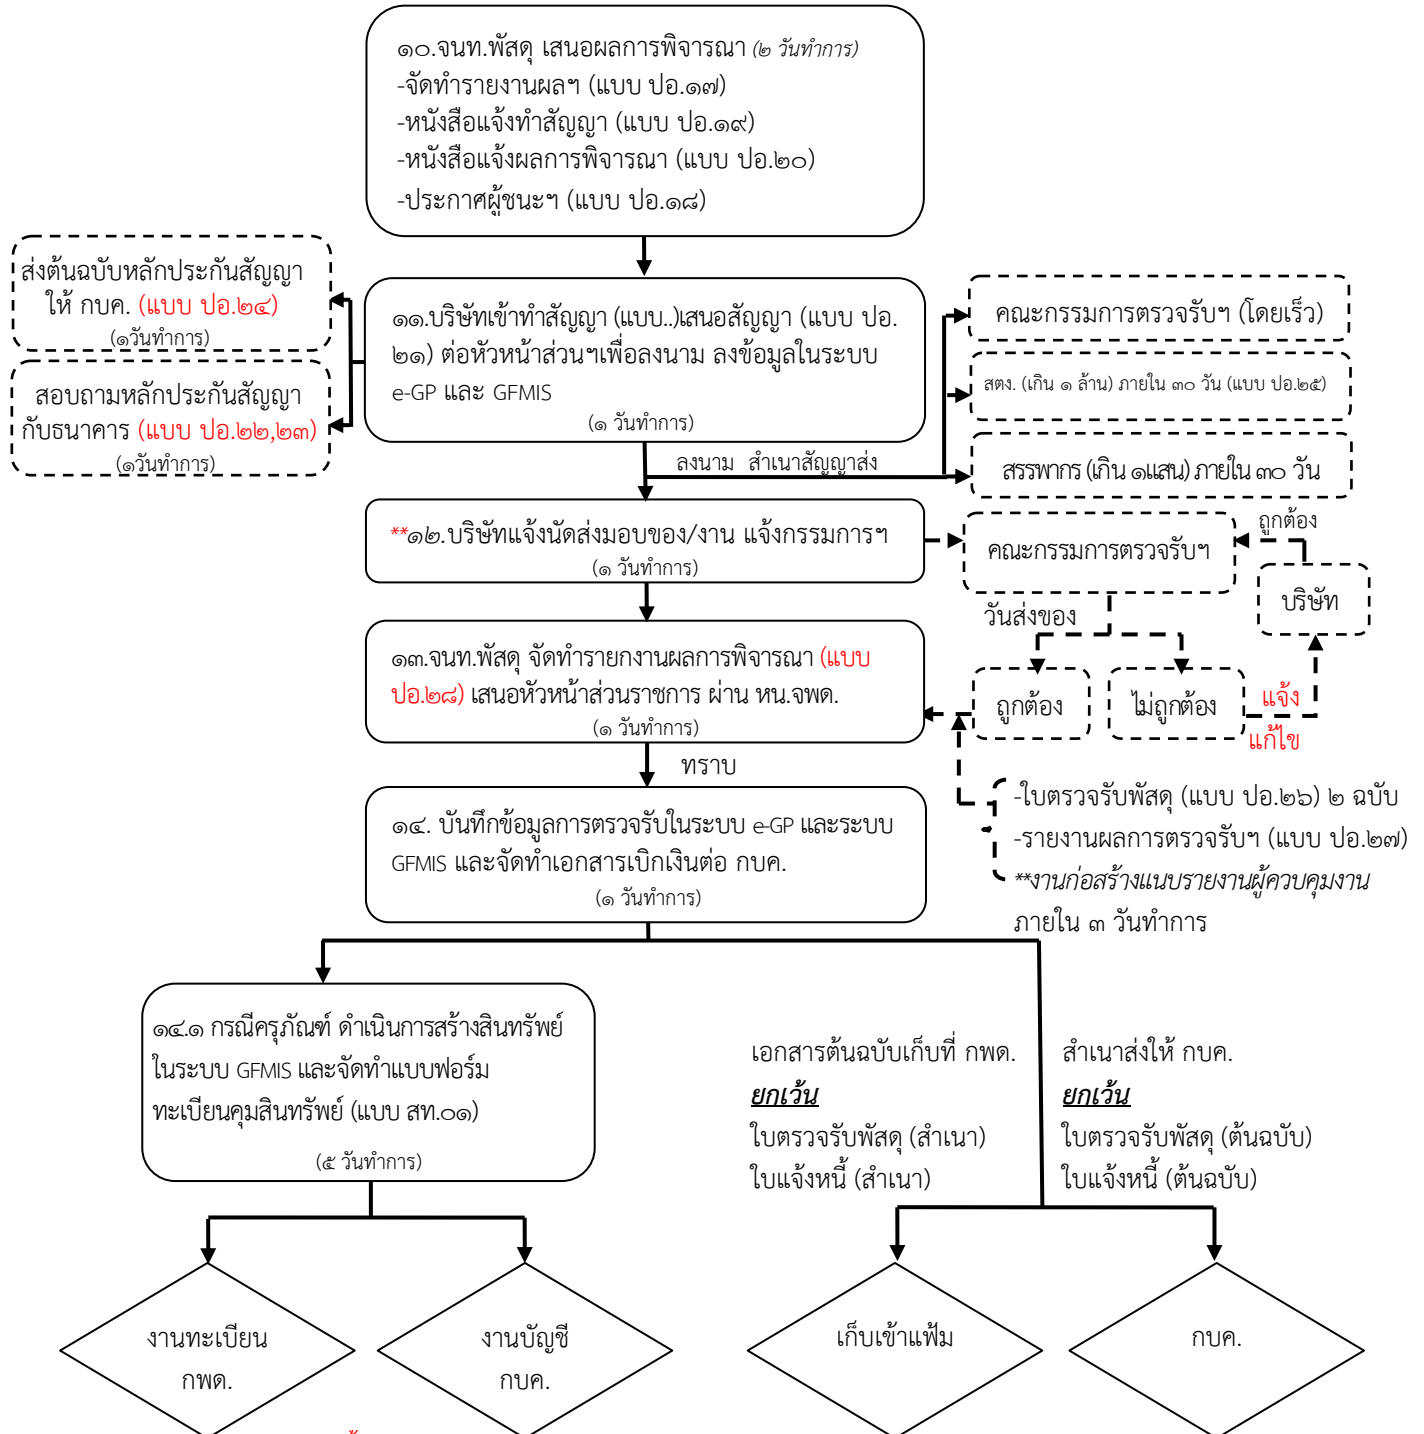 ๑๐.จนท.พัสดุ เสนอผลการพิจารณา (๒ วันทำการ)
-จัดทำรายงานผลฯ (แบบ ปอ.๑๗)
-หนังสือแจ้งทำสัญญา (แบบ ปอ.๑๙)
-หนังสือแจ้งผลการพิจารณา (แบบ ปอ.๒๐)
-ประกาศผู้ชนะฯ (แบบ ปอ.๑๘)
ส่งต้นฉบับหลักประกันสัญญา
ให้ กบค. (แบบ ปอ.๒๔)
(๑วันทำการ)
สอบถามหลักประกันสัญญา
กับธนาคาร (แบบ ปอ.๒๒,๒๓)
(๑วันทำการ)
๑๑.บริษัทเข้าทำสัญญา (แบบ..)เสนอสัญญา (แบบ ปอ.
๒๑) ต่อหัวหน้าส่วนฯเพื่อลงนาม ลงข้อมูลในระบบ
e-GP และ GFMIS
(๑ วันทำการ)
คณะกรรมการตรวจรับฯ (โดยเร็ว)
สตง. (เกิน ๑ ล้าน) ภายใน ๓๐ วัน (แบบ ปอ.๒๕)
สรรพากร (เกิน ๑แสน) ภายใน ๓๐ วัน
ลงนาม สำเนาสัญญาส่ง
**๑๒.บริษัทแจ้งนัดส่งมอบของ/งาน แจ้งกรรมการฯ
(๑ วันทำการ)
คณะกรรมการตรวจรับฯ
ถูกต้อง
บริษัท
วันส่งของ
ถูกต้อง
ไม่ถูกต้อง
แจ้ง
แก้ไข
๑๓.จนท.พัสดุ จัดทำรายกงานผลการพิจารณา (แบบ
ปอ.๒๘) เสนอหัวหน้าส่วนราชการ ผ่าน หน.จพด.
(๑ วันทำการ)
ทราบ
-ใบตรวจรับพัสดุ (แบบ ปอ.๒๖) ๒ ฉบับ
-รายงานผลการตรวจรับฯ (แบบ ปอ.๒๗)
**งานก่อสร้างแนบรายงานผู้ควบคุมงาน
ภายใน ๓ วันทำการ
๑๔. บันทึกข้อมูลการตรวจรับในระบบ e-GP และระบบ
GFMIS และจัดทำเอกสารเบิกเงินต่อ กบค.
(๑ วันทำการ)
๑๔.๑ กรณีครุภัณฑ์ ดำเนินการสร้างสินทรัพย์
ในระบบ GFMIS และจัดทำแบบฟอร์ม
ทะเบียนคุมสินทรัพย์ (แบบ สท.๐๑)
(๕ วันทำการ)
เอกสารต้นฉบับเก็บที่ กพด.
ยกเว้น
ใบตรวจรับพัสดุ (สำเนา)
ใบแจ้งหนี้ (สำเนา)
สำเนาส่งให้ กบค.
ยกเว้น
ใบตรวจรับพัสดุ (ต้นฉบับ)
ใบแจ้งหนี้ (ต้นฉบับ)
งานทะเบียน
กพด.
งานบัญชี
กบค.
เก็บเข้าแฟ้ม
กบค.